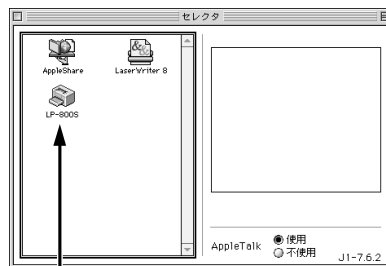 セレクタ
AppleShare
LaserWriter 8
LP-800S
AppleTalk
使用
不使用
J1-7.6.2